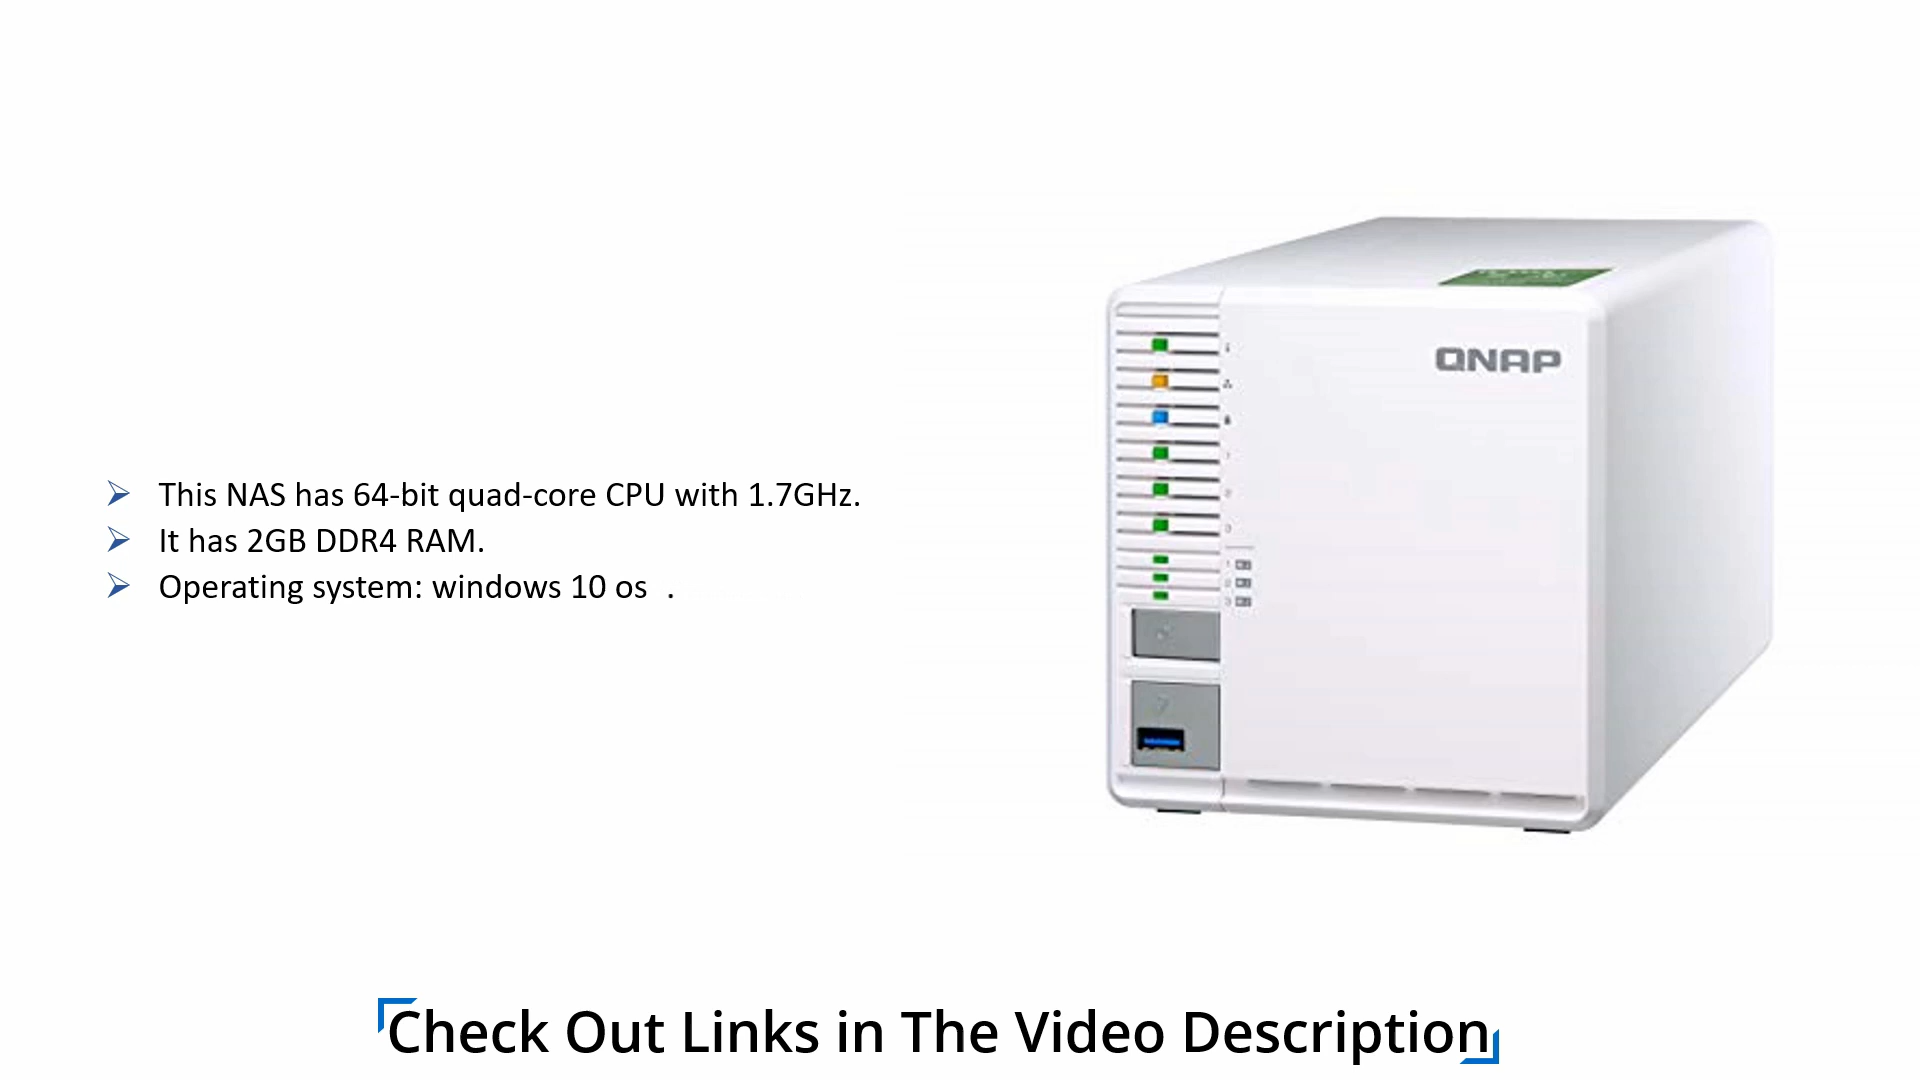 QNAP
This NAS has 64-bit quad-core CPU with 1.7GHz.
It has 2GB DDR4 RAM.
Operating system: windows 10 os .
Check Out Links in The Video Description